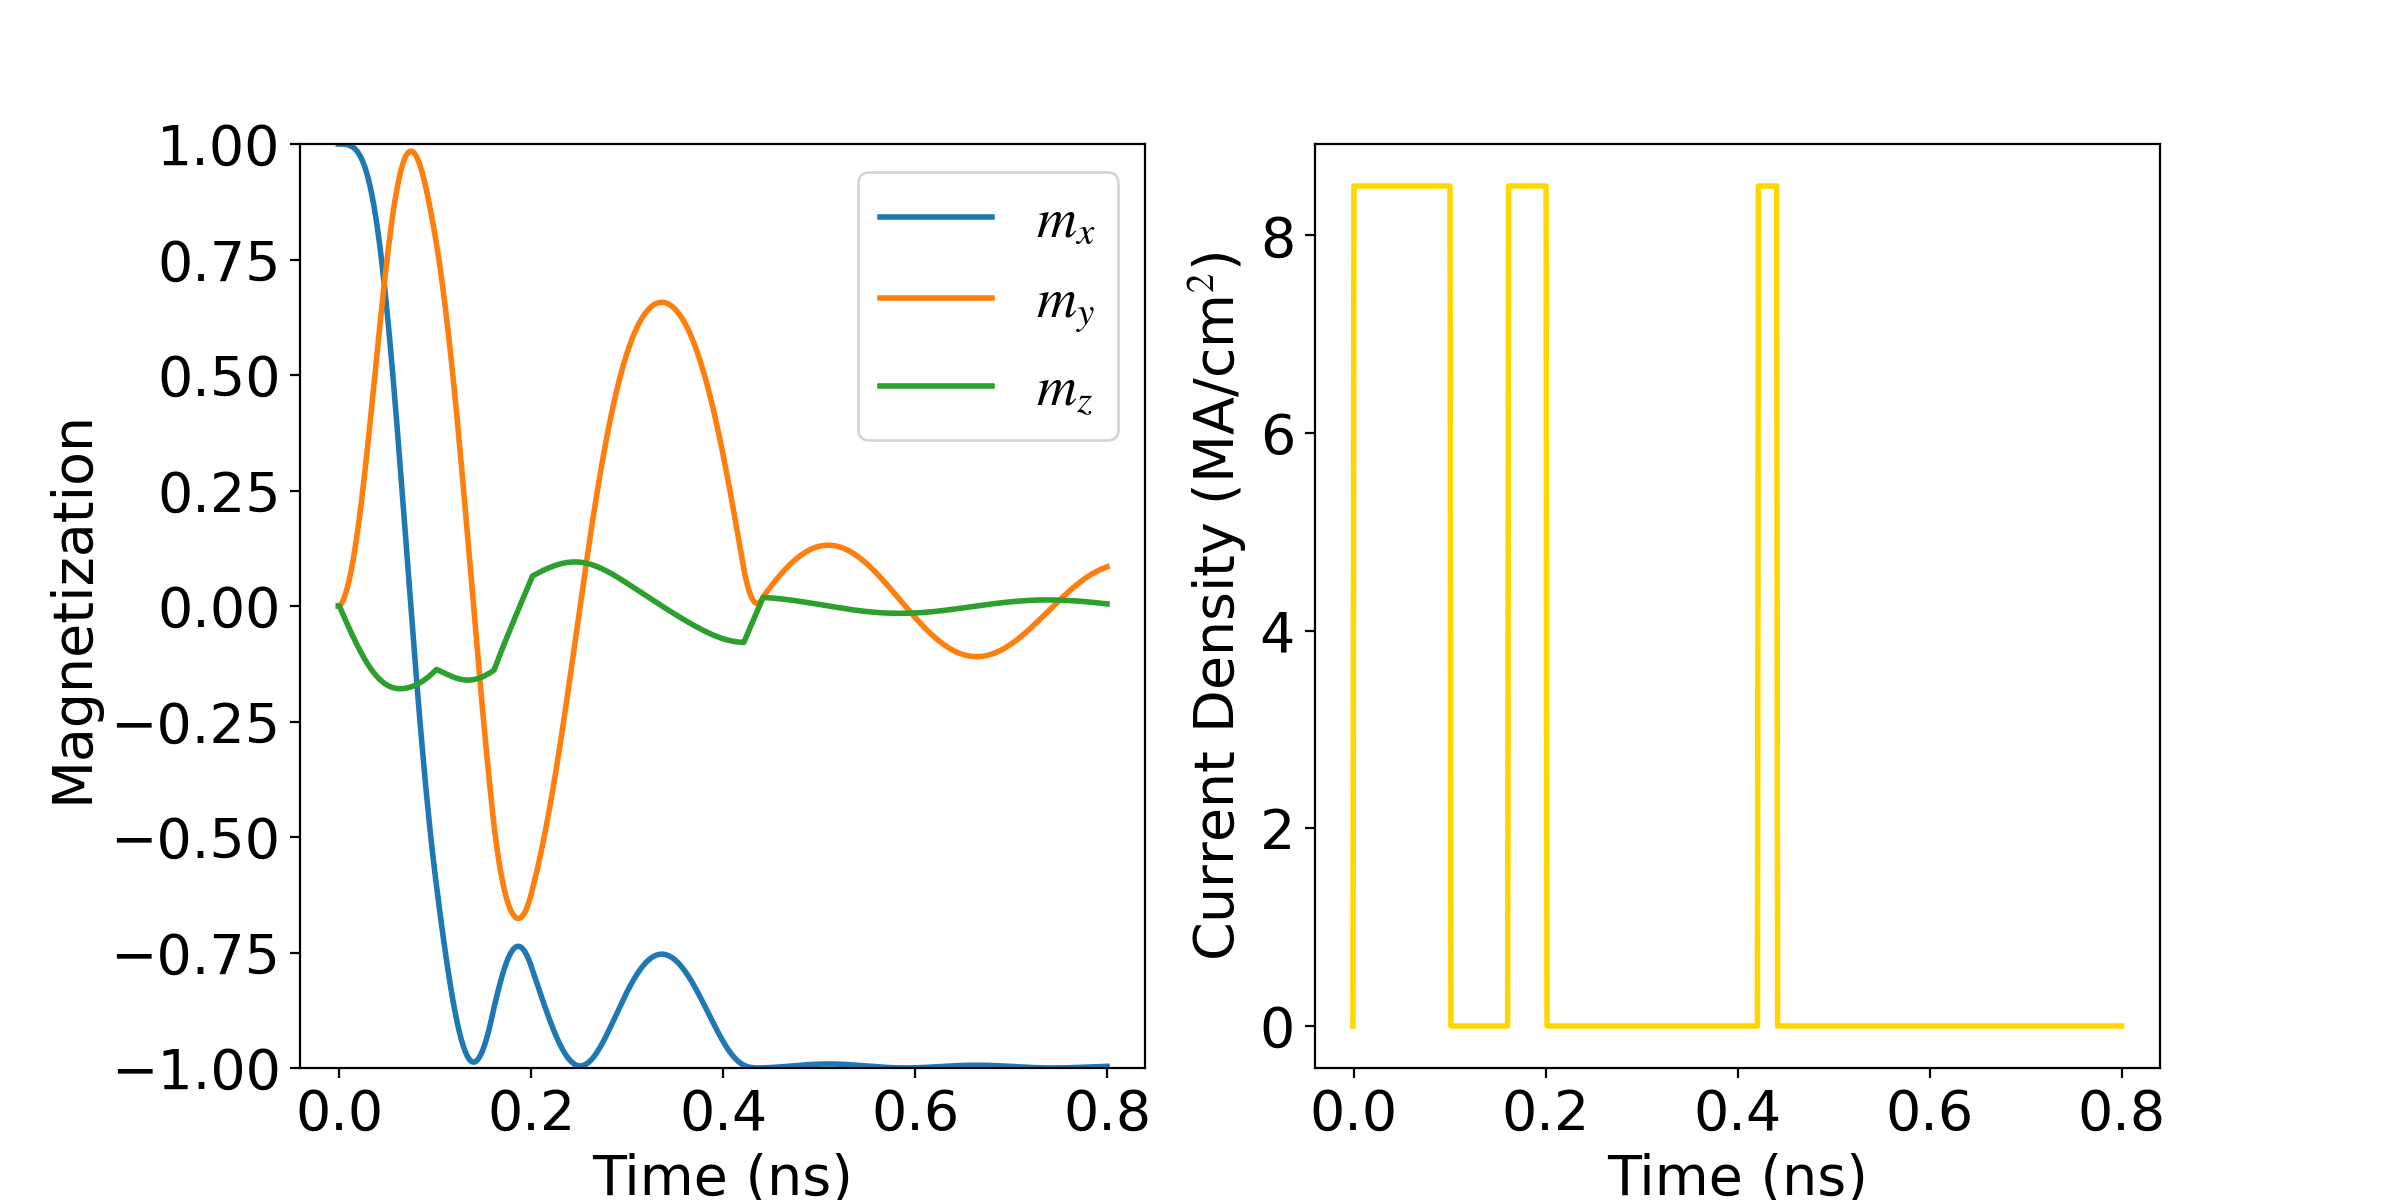 1.00
0.75
0.50
0.25
0.00
−0.25
−0.50
−0.75
−1.00
Magnetization
0.0 0.2 0.4 0.6 0.8
Time (ns)
m_x
m_y
m_z
8
6
4
2
0
Current Density (MA/cm²)
0.0 0.2 0.4 0.6 0.8
Time (ns)